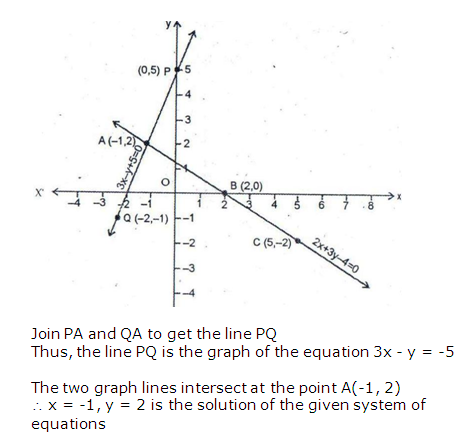 y
(0,5) P 5
4
3
A(-1,2) 2
3x-y+5=0
1
O
B (2,0)
X' -4 -3 -2 -1 1 2 3 4 5 6 7 8 x
Q (-2,-1) -1
-2
C (5,-2)
2x+3y-4=0
-3
-4
Join PA and QA to get the line PQ
Thus, the line PQ is the graph of the equation 3x - y = -5
The two graph lines intersect at the point A(-1, 2)
∴ x = -1, y = 2 is the solution of the given system of
equations